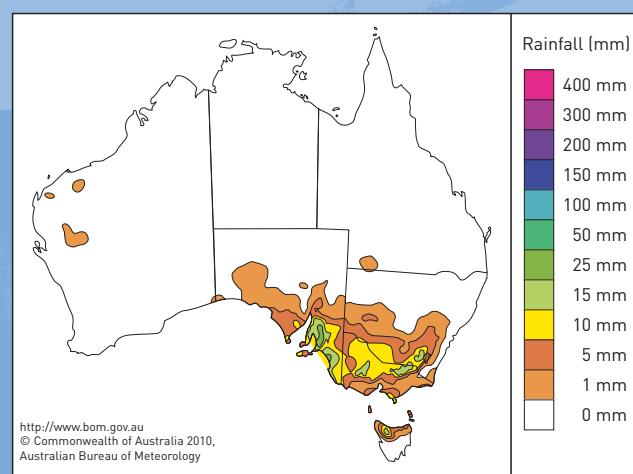 Rainfall (mm)
400 mm
300 mm
200 mm
150 mm
100 mm
50 mm
25 mm
15 mm
10 mm
5 mm
1 mm
0 mm
http://www.bom.gov.au
© Commonwealth of Australia 2010,
Australian Bureau of Meteorology